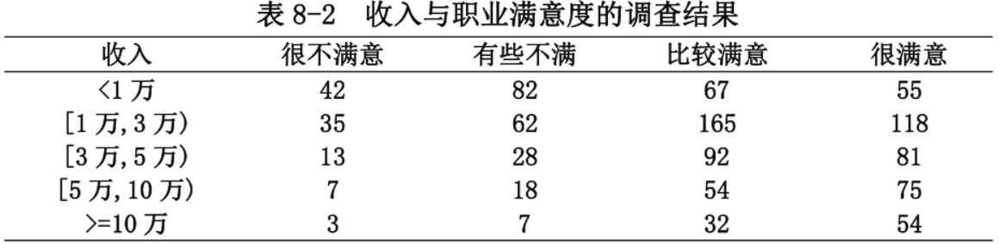 表 8-2 收入与职业满意度的调查结果
收入 很不满意 有些不满 比较满意 很满意
<1 万 42 82 67 55
[1 万,3 万) 35 62 165 118
[3 万,5 万) 13 28 92 81
[5 万,10 万) 7 18 54 75
>=10 万 3 7 32 54